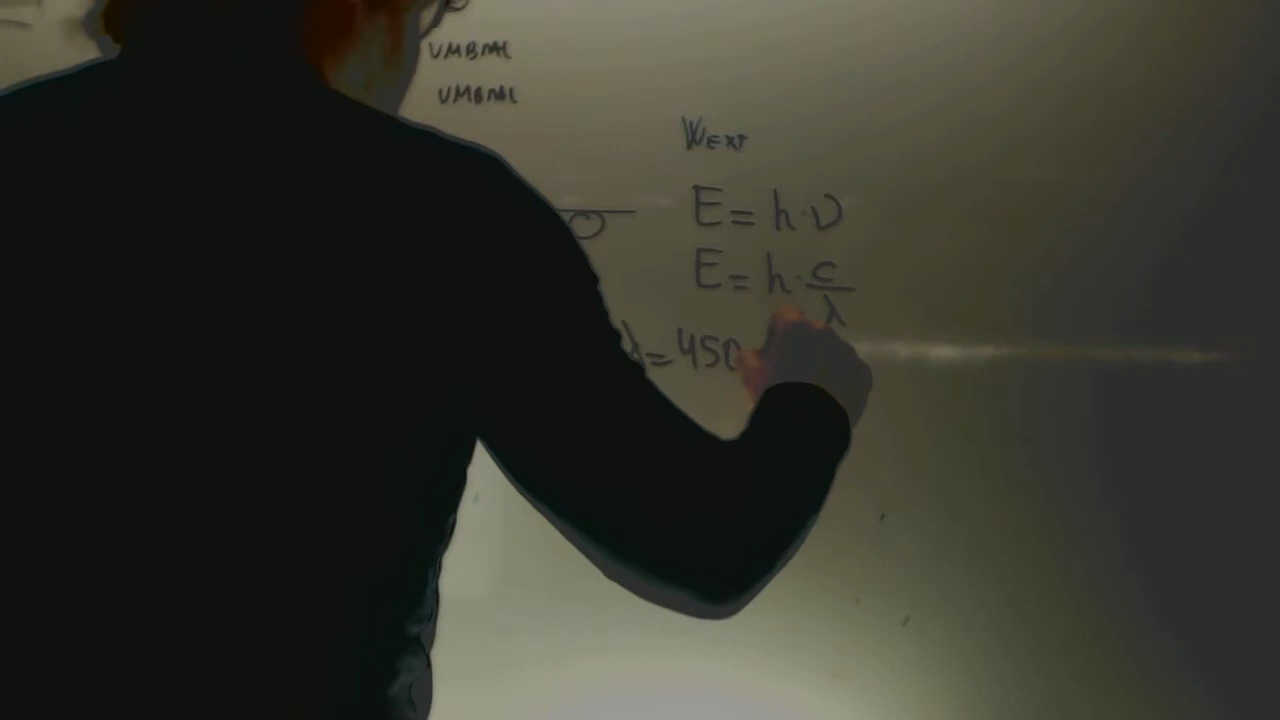 UMBRAL
UMBRAL
WEXT
E = h·ν
E = h·c/λ
λ = 450